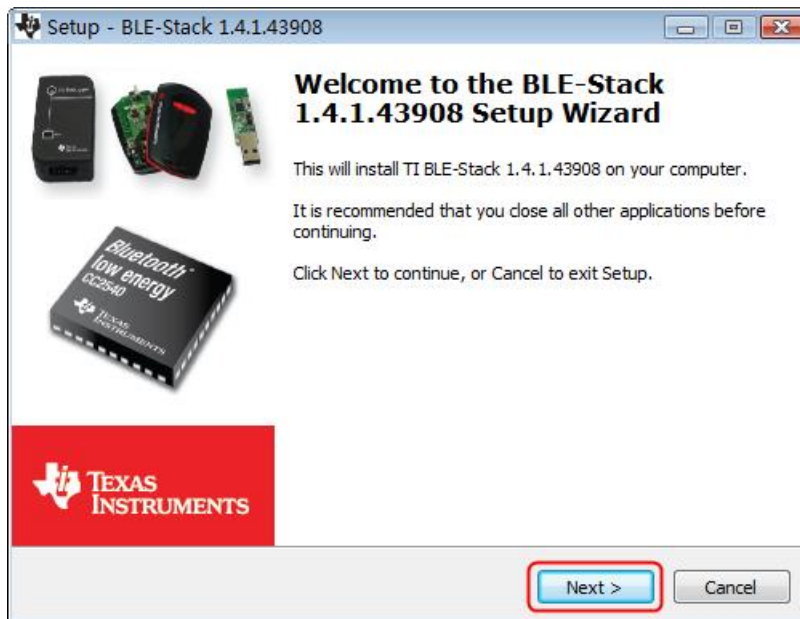 Setup - BLE-Stack 1.4.1.43908
Welcome to the BLE-Stack
1.4.1.43908 Setup Wizard
This will install TI BLE-Stack 1.4.1.43908 on your computer.
It is recommended that you close all other applications before
continuing.
Click Next to continue, or Cancel to exit Setup.
Bluetooth®
low energy
CC2540
TEXAS
INSTRUMENTS
TEXAS
INSTRUMENTS
Next >
Cancel